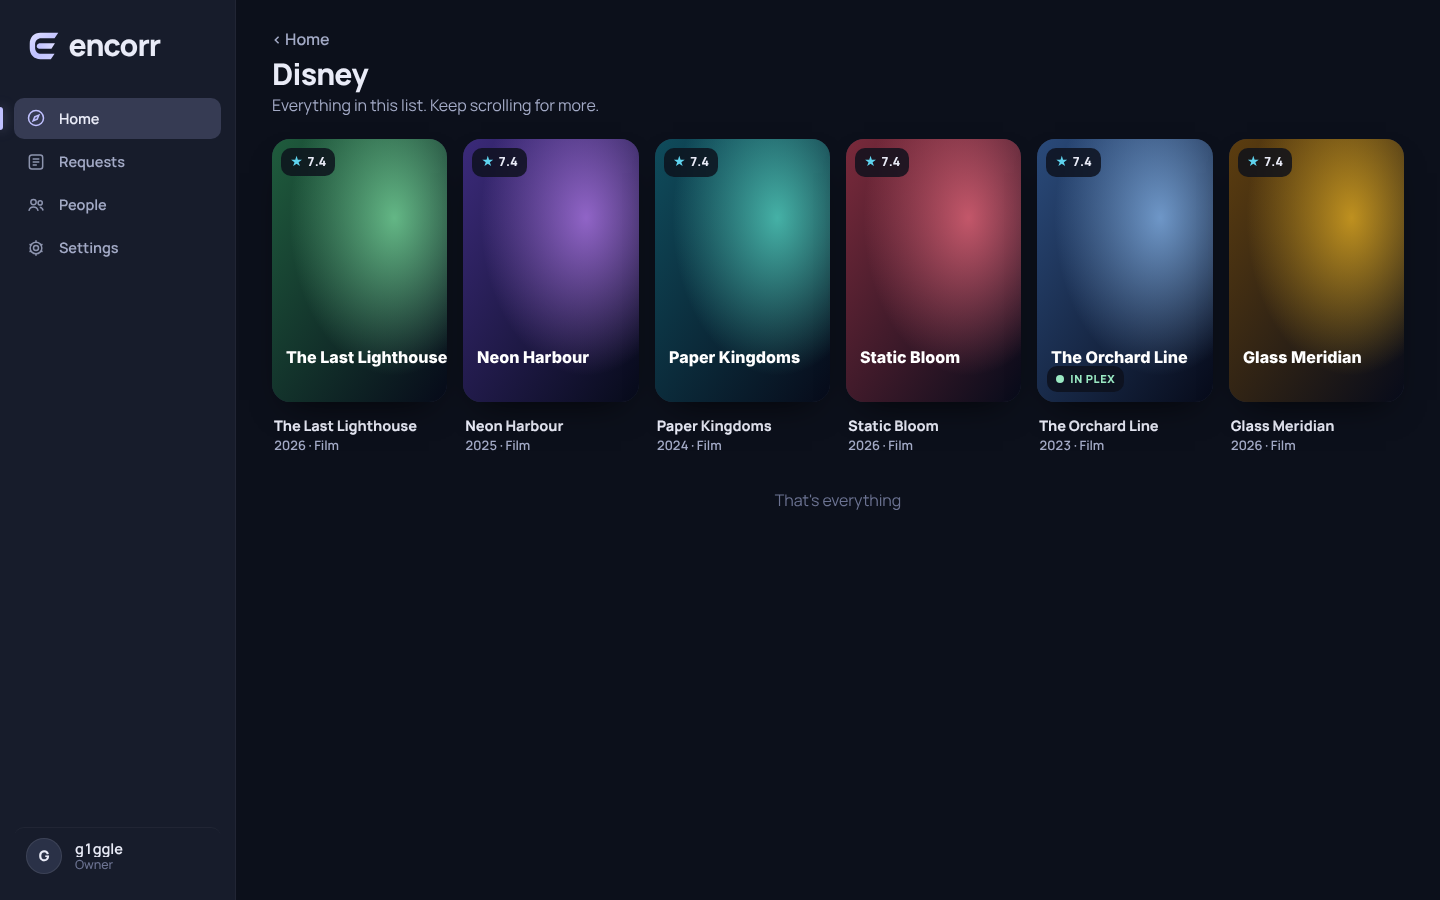 encorr
Home
Requests
People
Settings
g1ggle
Owner
‹ Home
Disney
Everything in this list. Keep scrolling for more.
★ 7.4
The Last Lighthouse
The Last Lighthouse
2026 · Film
★ 7.4
Neon Harbour
Neon Harbour
2025 · Film
★ 7.4
Paper Kingdoms
Paper Kingdoms
2024 · Film
★ 7.4
Static Bloom
Static Bloom
2026 · Film
★ 7.4
The Orchard Line
IN PLEX
The Orchard Line
2023 · Film
★ 7.4
Glass Meridian
Glass Meridian
2026 · Film
That's everything
G